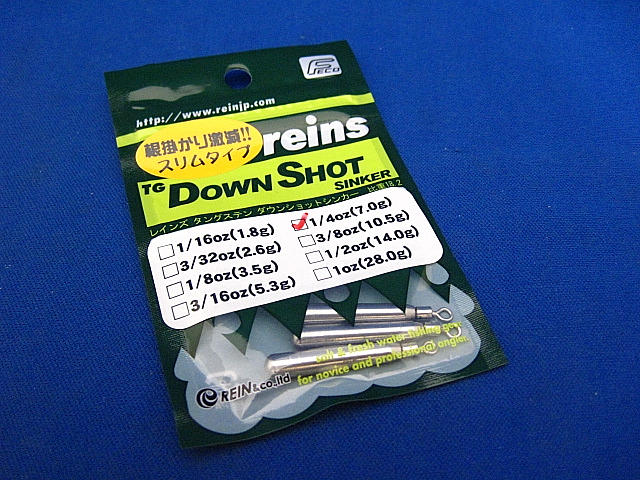 FECO
http://www.reinjp.com
reins
根掛かり激減!!
スリムタイプ
TG DOWN SHOT
SINKER
レインズ タングステン ダウンショットシンカー 比重18.2
1/16oz(1.8g)
3/32oz(2.6g)
1/8oz(3.5g)
3/16oz(5.3g)
1/4oz(7.0g)
3/8oz(10.5g)
1/2oz(14.0g)
1oz(28.0g)
salt & fresh water fishing gear
for novice and professional angler.
REIN & co.,ltd